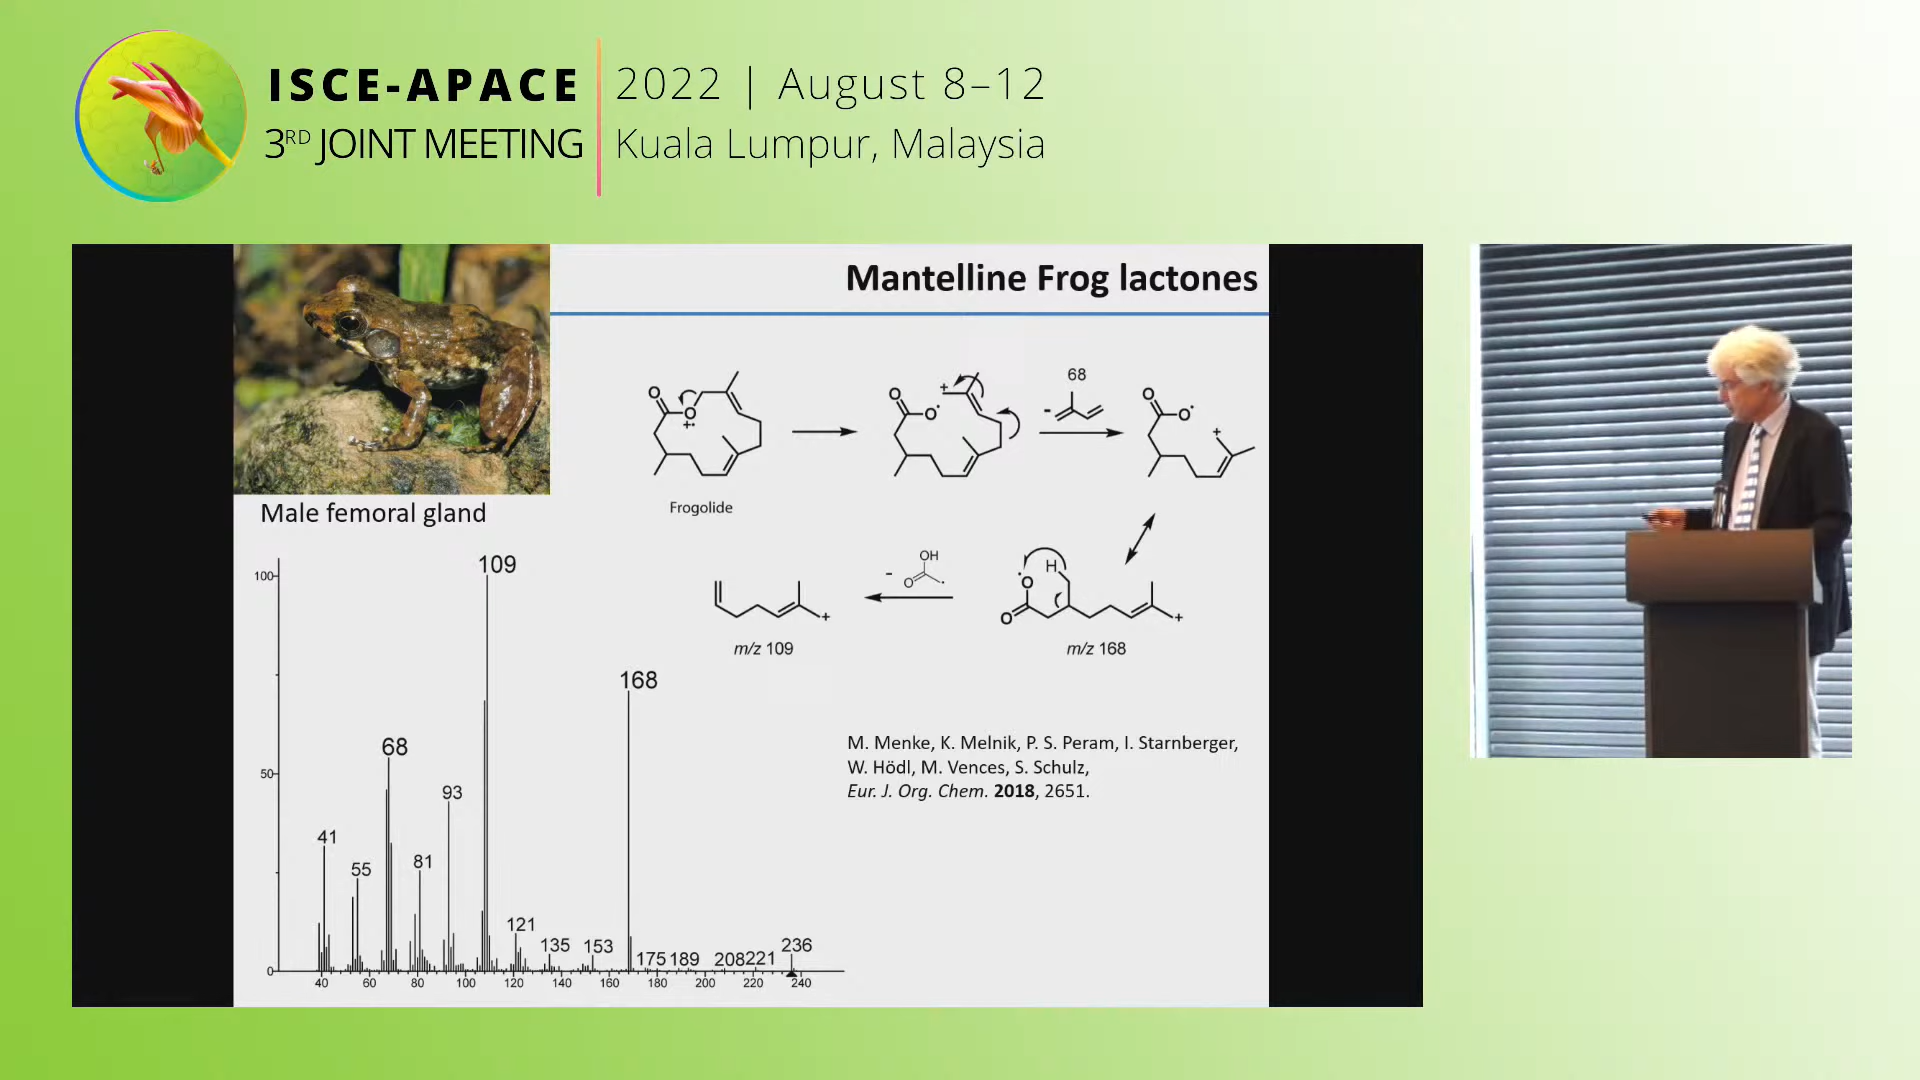 ISCE-APACE
3RD JOINT MEETING
2022 | August 8–12
Kuala Lumpur, Malaysia
Mantelline Frog lactones
Male femoral gland
O
O
+•
Frogolide
O
O•
+
68
-
O
O•
+
+
m/z 109
-
OH
O
•
H
•
O
O
+
m/z 168
100
50
0
41
55
68
81
93
109
121
135
153
168
175
189
208
221
236
40
60
80
100
120
140
160
180
200
220
240
M. Menke, K. Melnik, P. S. Peram, I. Starnberger,
W. Hödl, M. Vences, S. Schulz,
Eur. J. Org. Chem. 2018, 2651.